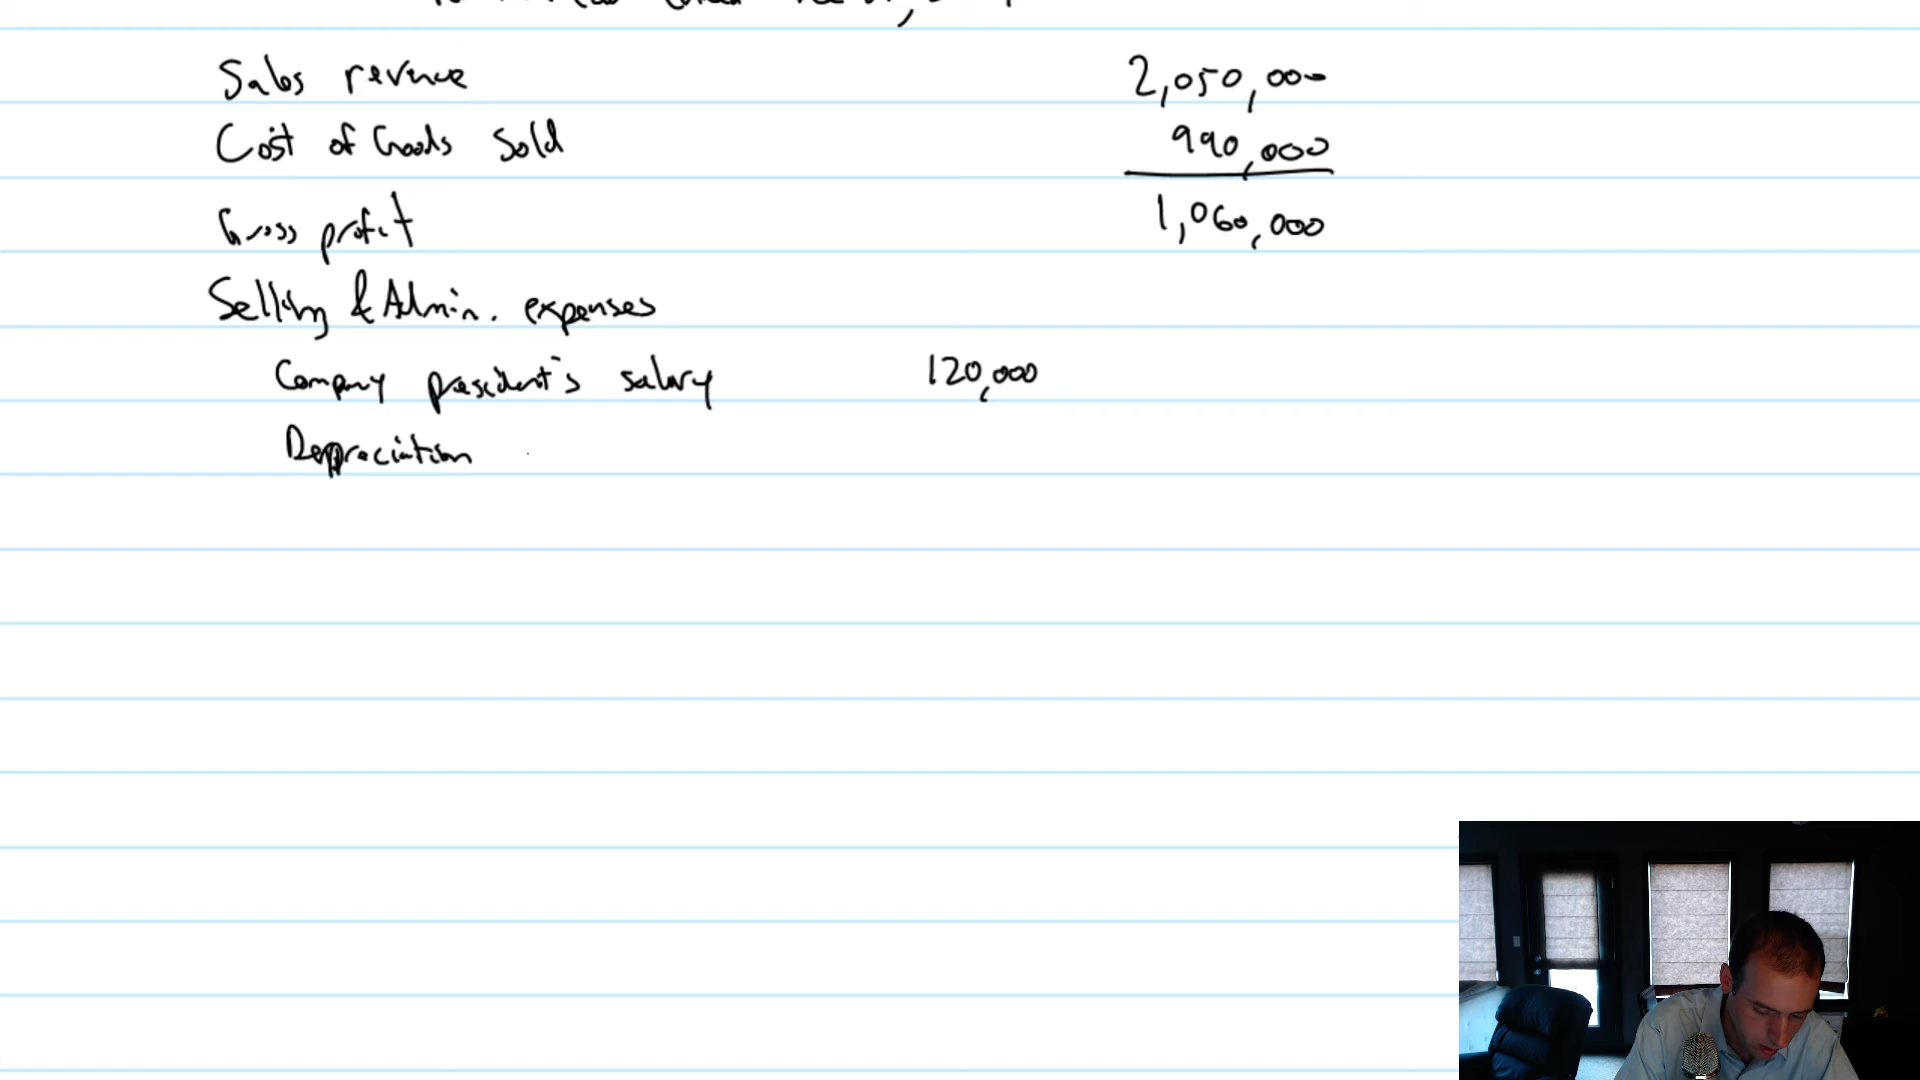 Sales revenue 2,050,000
Cost of Goods Sold 990,000
Gross profit 1,060,000
Selling & Admin. expenses
Company president's salary 120,000
Depreciation